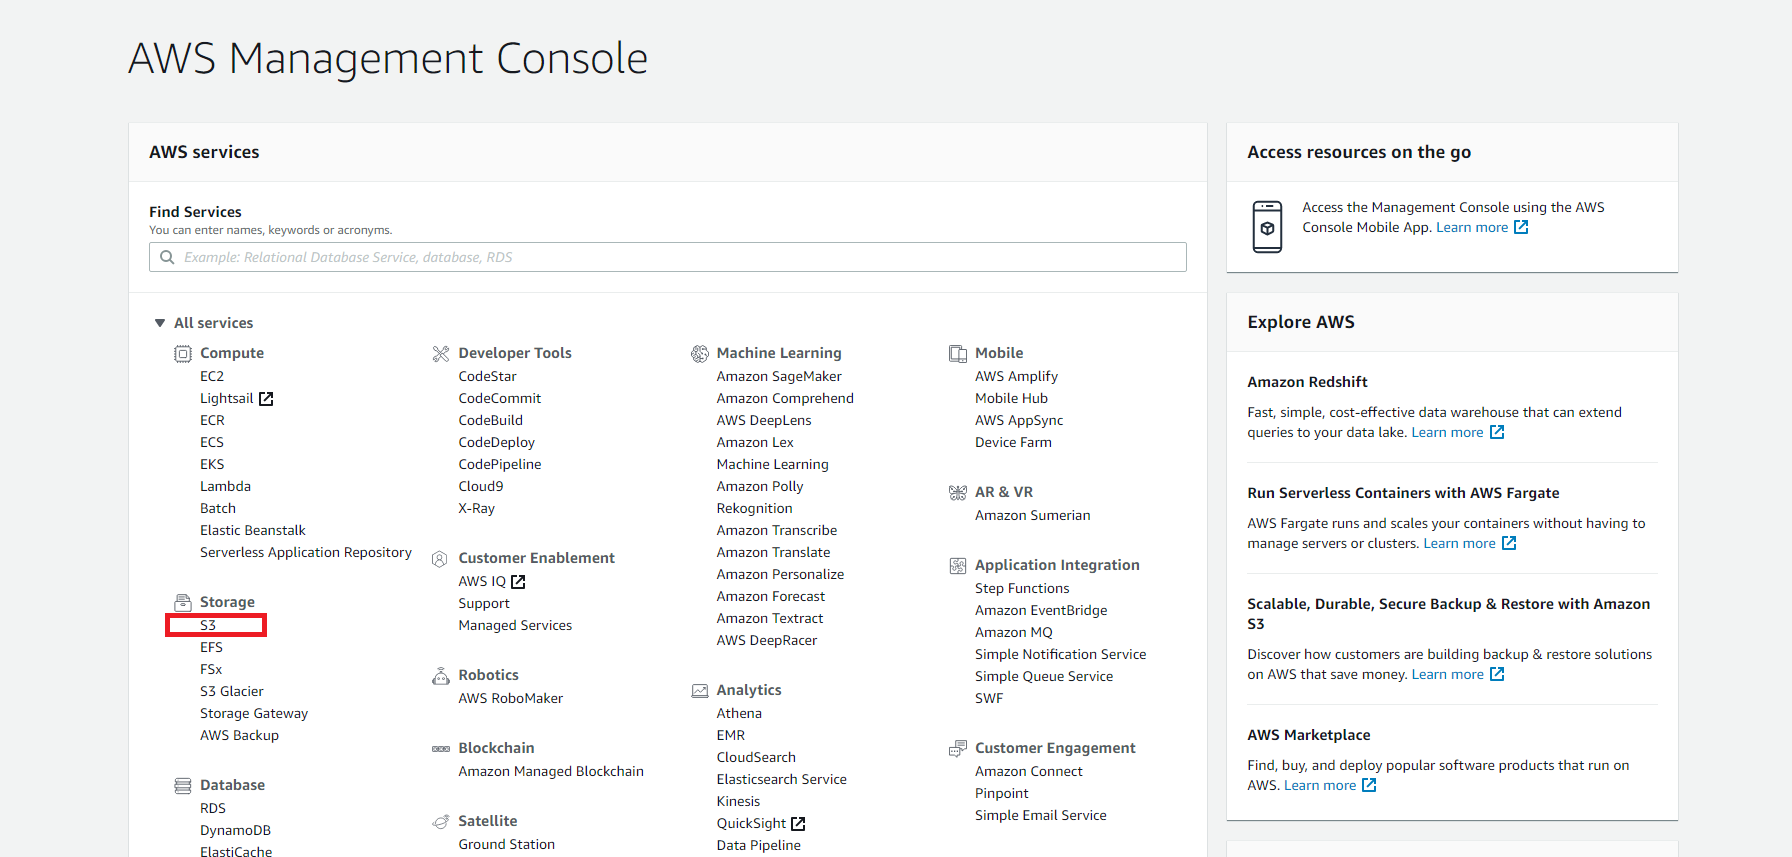 AWS Management Console
AWS services
Find Services
You can enter names, keywords or acronyms.
Example: Relational Database Service, database, RDS
All services
Compute
EC2
Lightsail
ECR
ECS
EKS
Lambda
Batch
Elastic Beanstalk
Serverless Application Repository
Storage
S3
EFS
FSx
S3 Glacier
Storage Gateway
AWS Backup
Database
RDS
DynamoDB
ElastiCache
Developer Tools
CodeStar
CodeCommit
CodeBuild
CodeDeploy
CodePipeline
Cloud9
X-Ray
Customer Enablement
AWS IQ
Support
Managed Services
Robotics
AWS RoboMaker
Blockchain
Amazon Managed Blockchain
Satellite
Ground Station
Machine Learning
Amazon SageMaker
Amazon Comprehend
AWS DeepLens
Amazon Lex
Machine Learning
Amazon Polly
Rekognition
Amazon Transcribe
Amazon Translate
Amazon Personalize
Amazon Forecast
Amazon Textract
AWS DeepRacer
Analytics
Athena
EMR
CloudSearch
Elasticsearch Service
Kinesis
QuickSight
Data Pipeline
Mobile
AWS Amplify
Mobile Hub
AWS AppSync
Device Farm
AR & VR
Amazon Sumerian
Application Integration
Step Functions
Amazon EventBridge
Amazon MQ
Simple Notification Service
Simple Queue Service
SWF
Customer Engagement
Amazon Connect
Pinpoint
Simple Email Service
Access resources on the go
Access the Management Console using the AWS
Console Mobile App. Learn more
Explore AWS
Amazon Redshift
Fast, simple, cost-effective data warehouse that can extend
queries to your data lake. Learn more
Run Serverless Containers with AWS Fargate
AWS Fargate runs and scales your containers without having to
manage servers or clusters. Learn more
Scalable, Durable, Secure Backup & Restore with Amazon
S3
Discover how customers are building backup & restore solutions
on AWS that save money. Learn more
AWS Marketplace
Find, buy, and deploy popular software products that run on
AWS. Learn more